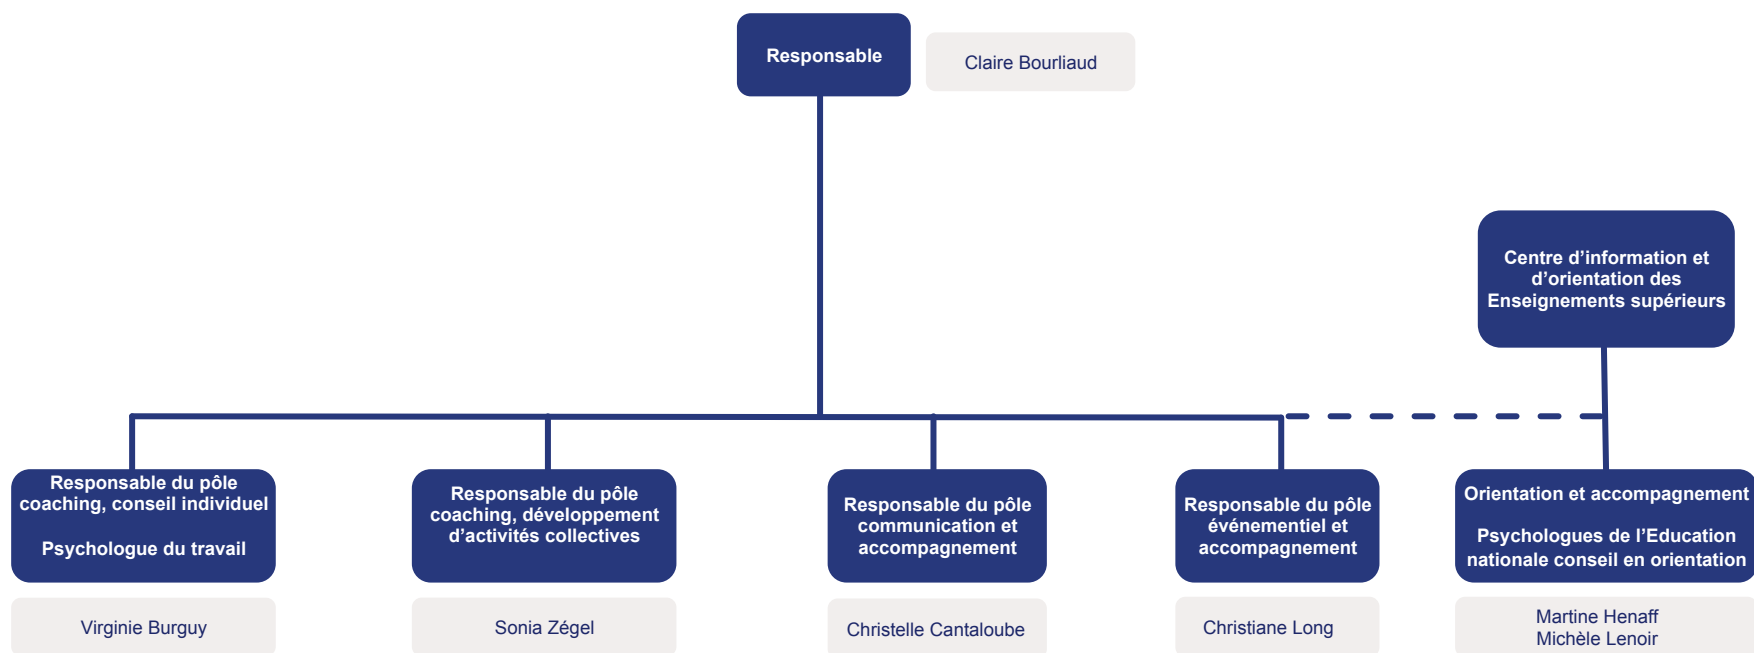 Responsable
Claire Bourliaud
Centre d’information et
d’orientation des
Enseignements supérieurs
Responsable du pôle
coaching, conseil individuel
Psychologue du travail
Virginie Burguy
Responsable du pôle
coaching, développement
d’activités collectives
Sonia Zégel
Responsable du pôle
communication et
accompagnement
Christelle Cantaloube
Responsable du pôle
événementiel et
accompagnement
Christiane Long
Orientation et accompagnement
Psychologues de l’Education
nationale conseil en orientation
Martine Henaff
Michèle Lenoir